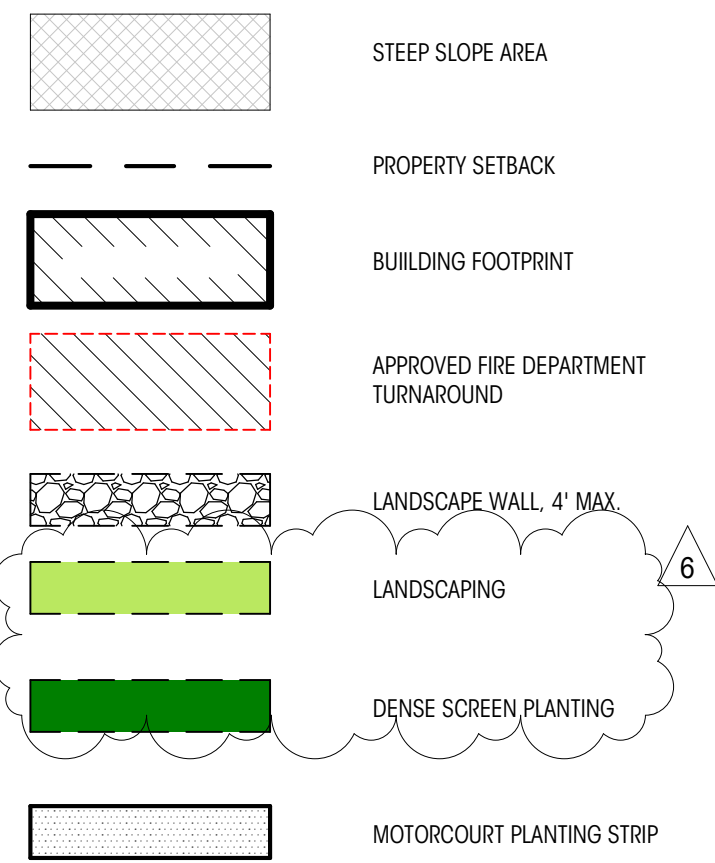 STEEP SLOPE AREA
PROPERTY SETBACK
BUIILDING FOOTPRINT
APPROVED FIRE DEPARTMENT
TURNAROUND
LANDSCAPE WALL, 4' MAX.
6
LANDSCAPING
DENSE SCREEN PLANTING
MOTORCOURT PLANTING STRIP